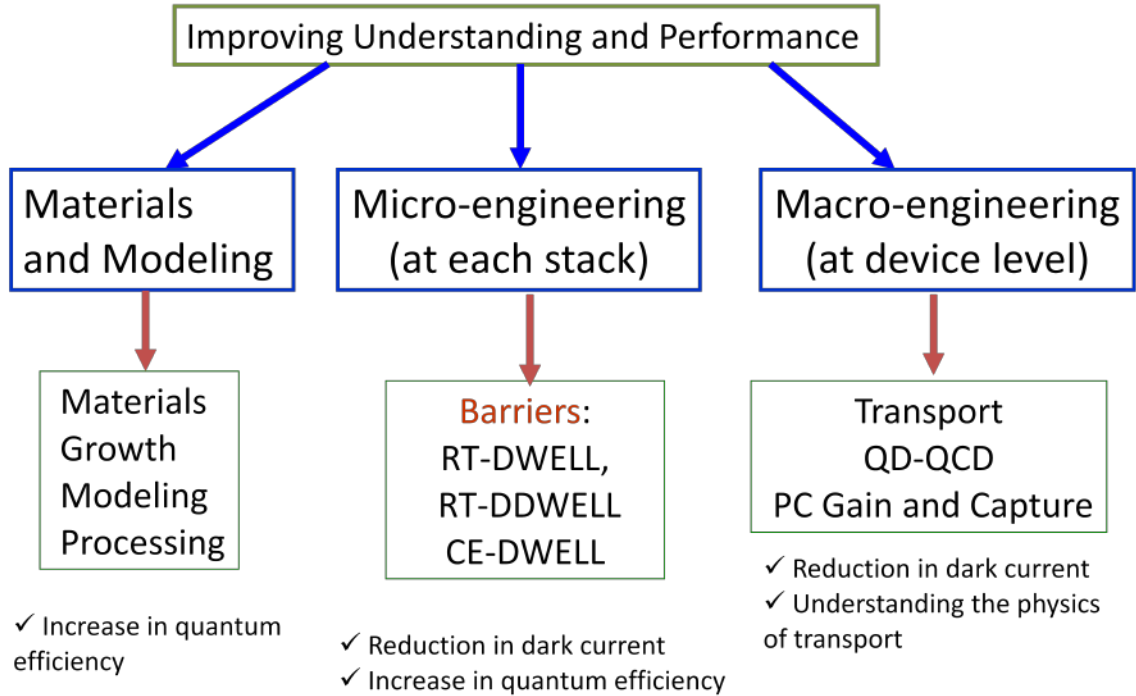 Improving Understanding and Performance
Materials
and Modeling
Micro-engineering
(at each stack)
Macro-engineering
(at device level)
Materials
Growth
Modeling
Processing
Barriers:
RT-DWELL,
RT-DDWELL
CE-DWELL
Transport
QD-QCD
PC Gain and Capture
✓ Increase in quantum
efficiency
✓ Reduction in dark current
✓ Increase in quantum efficiency
✓ Reduction in dark current
✓ Understanding the physics
of transport